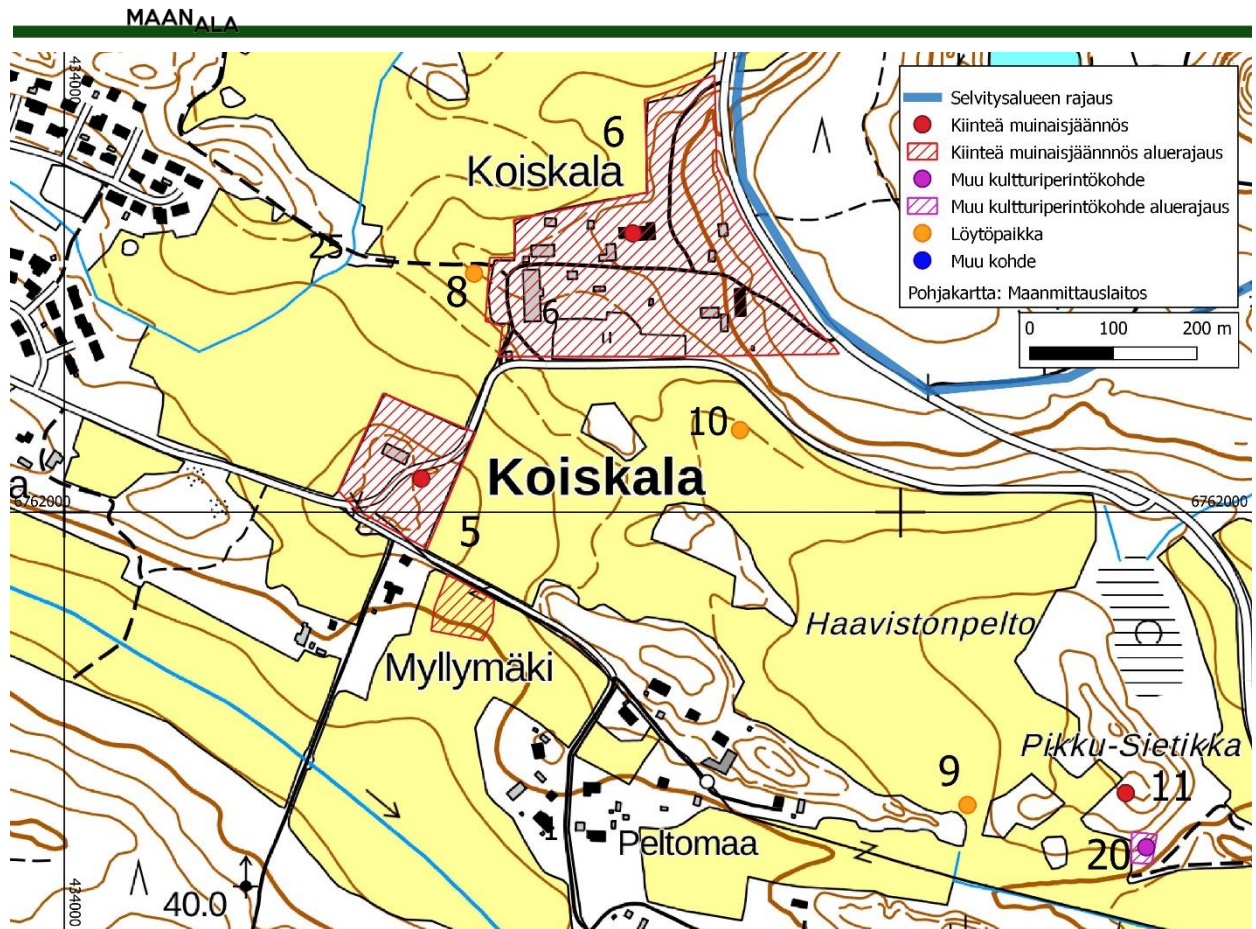 MAANALA
434000
Selvitysalueen rajaus
Kiinteä muinaisjäännös
Kiinteä muinaisjäännnös aluerajaus
Muu kultturiperintökohde
Muu kultturiperintökohde aluerajaus
Löytöpaikka
Muu kohde
Pohjakartta: Maanmittauslaitos
0 100 200 m
6
Koiskala
25
8
6
10
Koiskala
a
6762000
6762000
5
Haavistonpelto
Myllymäki
Pikku-Sietikka
9
11
1
Peltomaa
20
40.0
434000